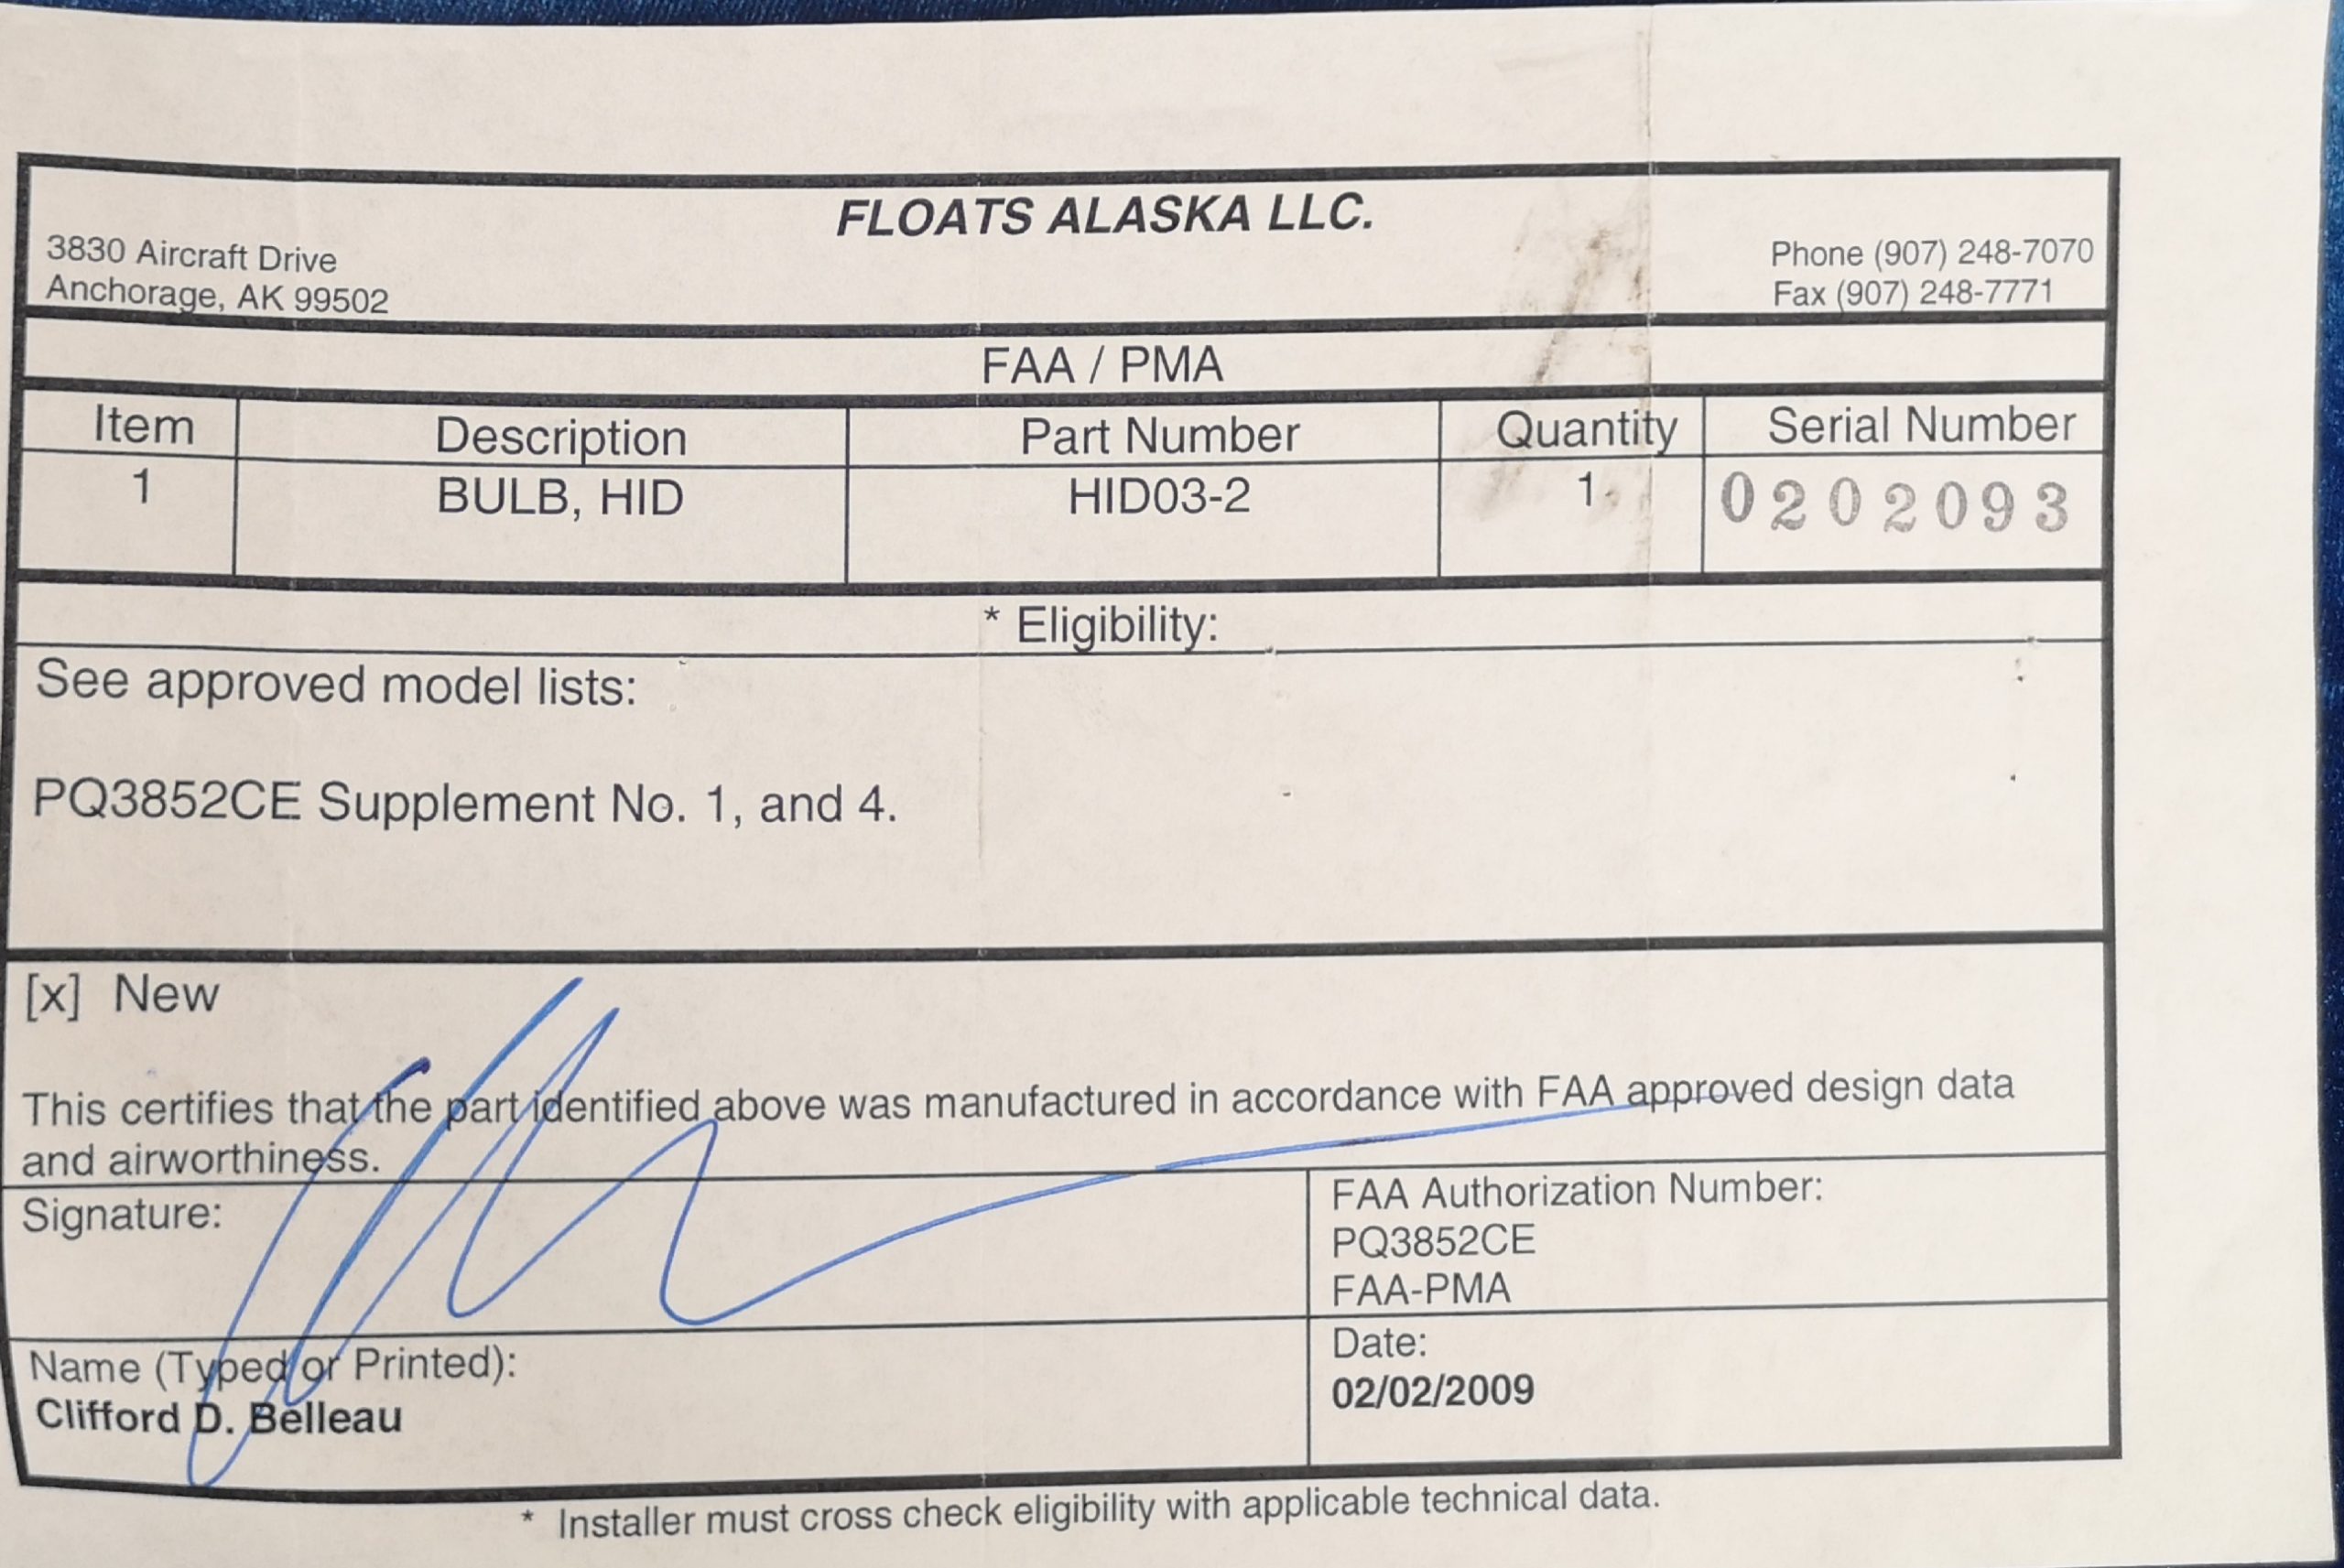 FLOATS ALASKA LLC.
3830 Aircraft Drive
Anchorage, AK 99502
Phone (907) 248-7070
Fax (907) 248-7771
FAA / PMA
Item Description Part Number Quantity Serial Number
1 BULB, HID HID03-2 1 0202093
* Eligibility:
See approved model lists:
PQ3852CE Supplement No. 1, and 4.
[x] New
This certifies that the part identified above was manufactured in accordance with FAA approved design data
and airworthiness.
Signature:
FAA Authorization Number:
PQ3852CE
FAA-PMA
Name (Typed or Printed):
Clifford D. Belleau
Date:
02/02/2009
* Installer must cross check eligibility with applicable technical data.